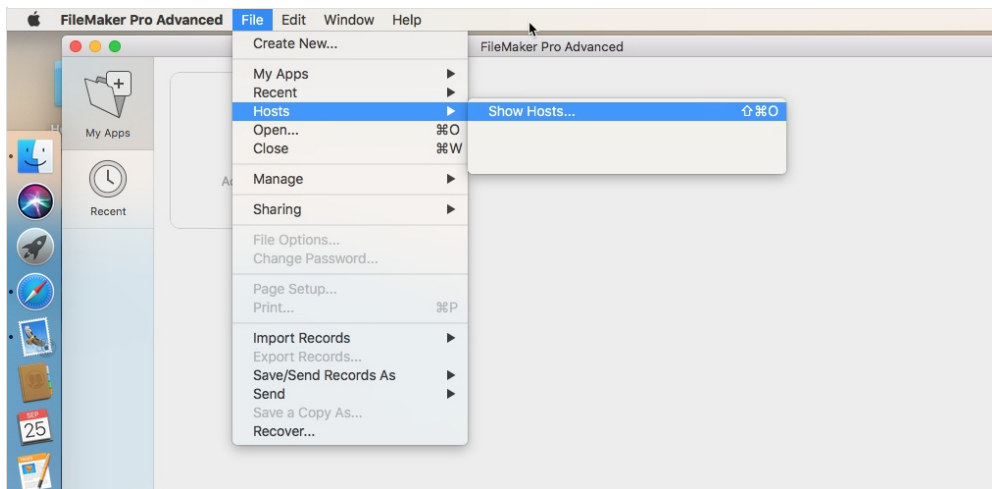 FileMaker Pro Advanced File Edit Window Help
FileMaker Pro Advanced
Create New...
My Apps
Recent
Hosts
Show Hosts... ⇧⌘O
Open... ⌘O
Close ⌘W
Manage
Sharing
File Options...
Change Password...
Page Setup...
Print... ⌘P
Import Records
Export Records...
Save/Send Records As
Send
Save a Copy As...
Recover...
My Apps
Recent
SEP
25